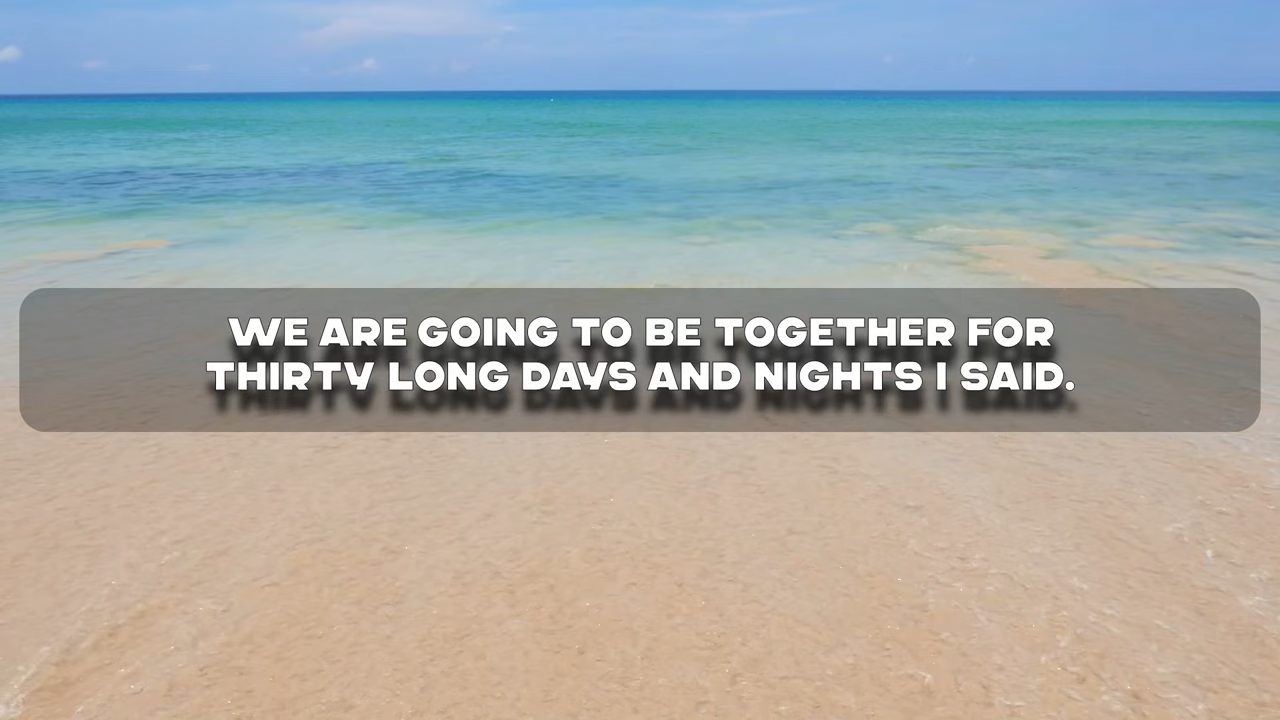 WE ARE GOING TO BE TOGETHER FOR
THIRTY LONG DAYS AND NIGHTS I SAID.